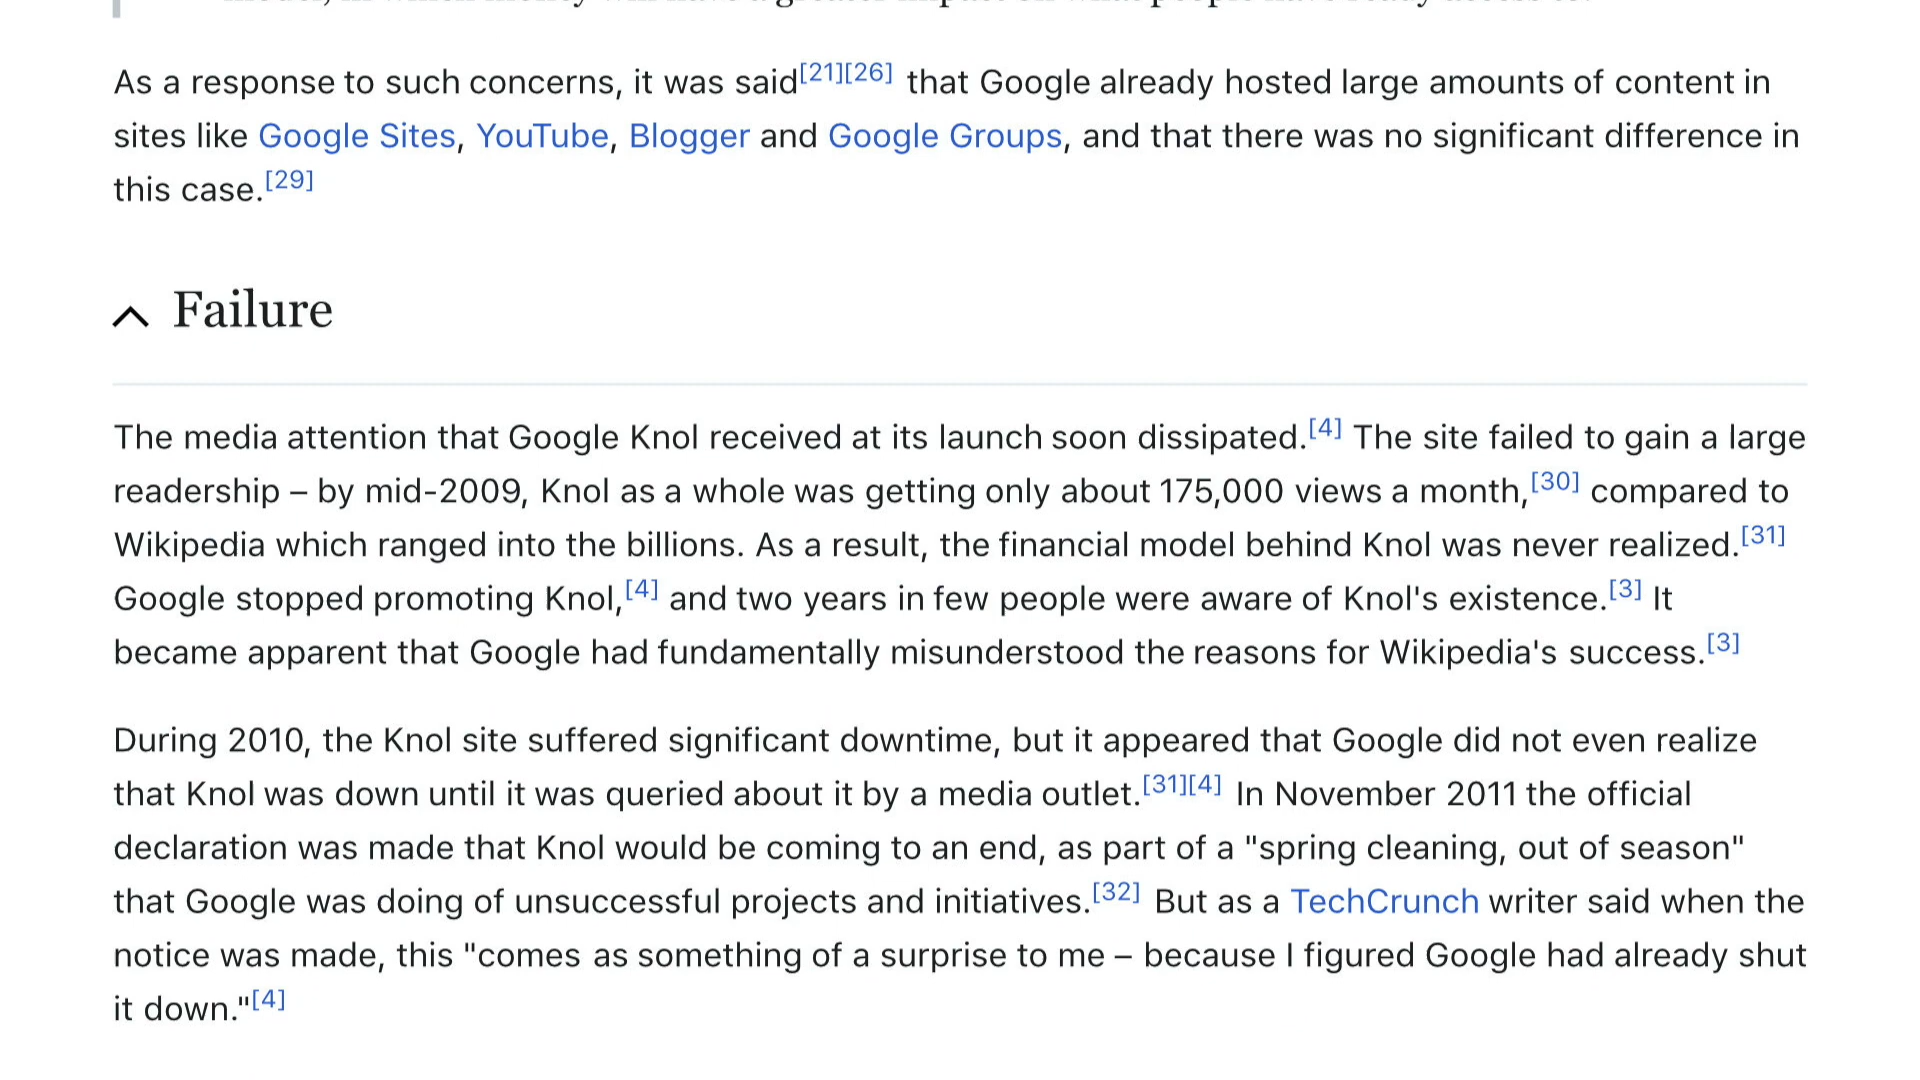 As a response to such concerns, it was said[21][26] that Google already hosted large amounts of content in
sites like Google Sites, YouTube, Blogger and Google Groups, and that there was no significant difference in
this case.[29]
Failure
The media attention that Google Knol received at its launch soon dissipated.[4] The site failed to gain a large
readership – by mid-2009, Knol as a whole was getting only about 175,000 views a month,[30] compared to
Wikipedia which ranged into the billions. As a result, the financial model behind Knol was never realized.[31]
Google stopped promoting Knol,[4] and two years in few people were aware of Knol's existence.[3] It
became apparent that Google had fundamentally misunderstood the reasons for Wikipedia's success.[3]
During 2010, the Knol site suffered significant downtime, but it appeared that Google did not even realize
that Knol was down until it was queried about it by a media outlet.[31][4] In November 2011 the official
declaration was made that Knol would be coming to an end, as part of a "spring cleaning, out of season"
that Google was doing of unsuccessful projects and initiatives.[32] But as a TechCrunch writer said when the
notice was made, this "comes as something of a surprise to me – because I figured Google had already shut
it down."[4]